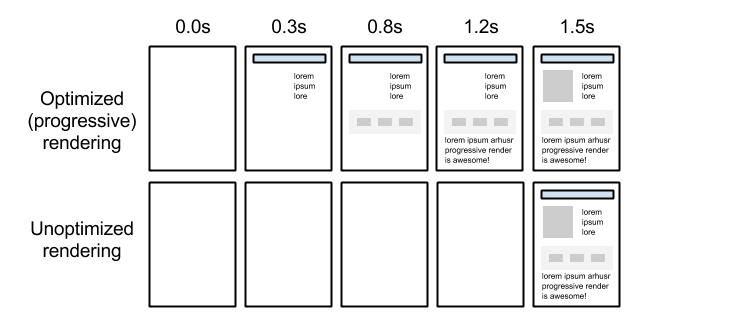 0.0s 0.3s 0.8s 1.2s 1.5s
Optimized
(progressive)
rendering
lorem
ipsum
lore
lorem
ipsum
lore
lorem
ipsum
lore
lorem ipsum arhusr
progressive render
is awesome!
lorem
ipsum
lore
lorem ipsum arhusr
progressive render
is awesome!
Unoptimized
rendering
lorem
ipsum
lore
lorem ipsum arhusr
progressive render
is awesome!